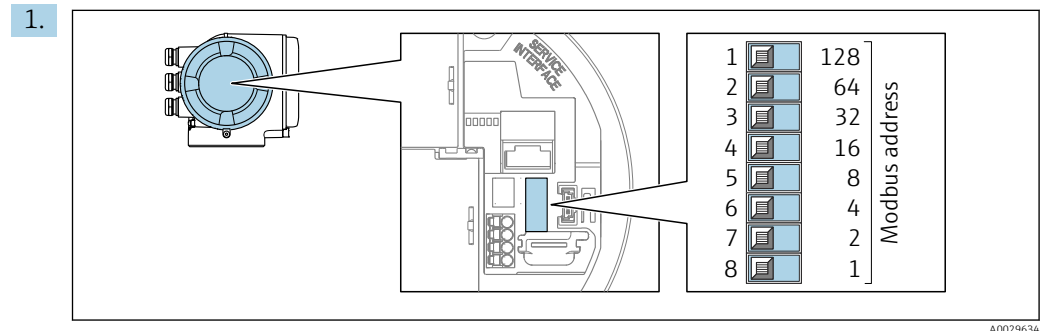 1.
SERVICE
INTERFACE
1 128
2 64
3 32
4 16
5 8
6 4
7 2
8 1
Modbus address
A0029634